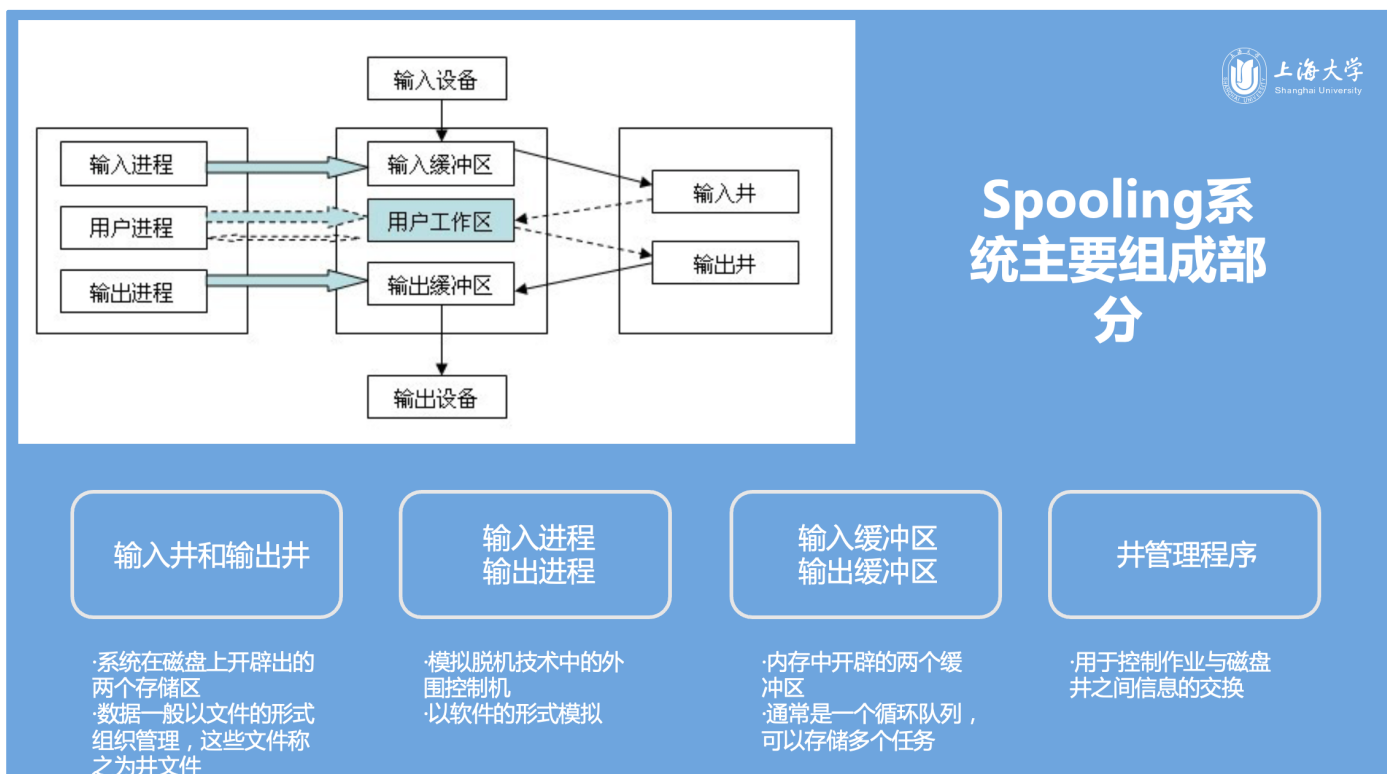 输入设备
输入进程
输入缓冲区
输入井
用户进程
用户工作区
输出井
输出进程
输出缓冲区
输出设备
上海大学
Shanghai University
Spooling系
统主要组成部
分
输入井和输出井
·系统在磁盘上开辟出的
两个存储区
·数据一般以文件的形式
组织管理，这些文件称
之为井文件
输入进程
输出进程
·模拟脱机技术中的外
围控制机
·以软件的形式模拟
输入缓冲区
输出缓冲区
·内存中开辟的两个缓
冲区
·通常是一个循环队列，
可以存储多个任务
井管理程序
·用于控制作业与磁盘
井之间信息的交换